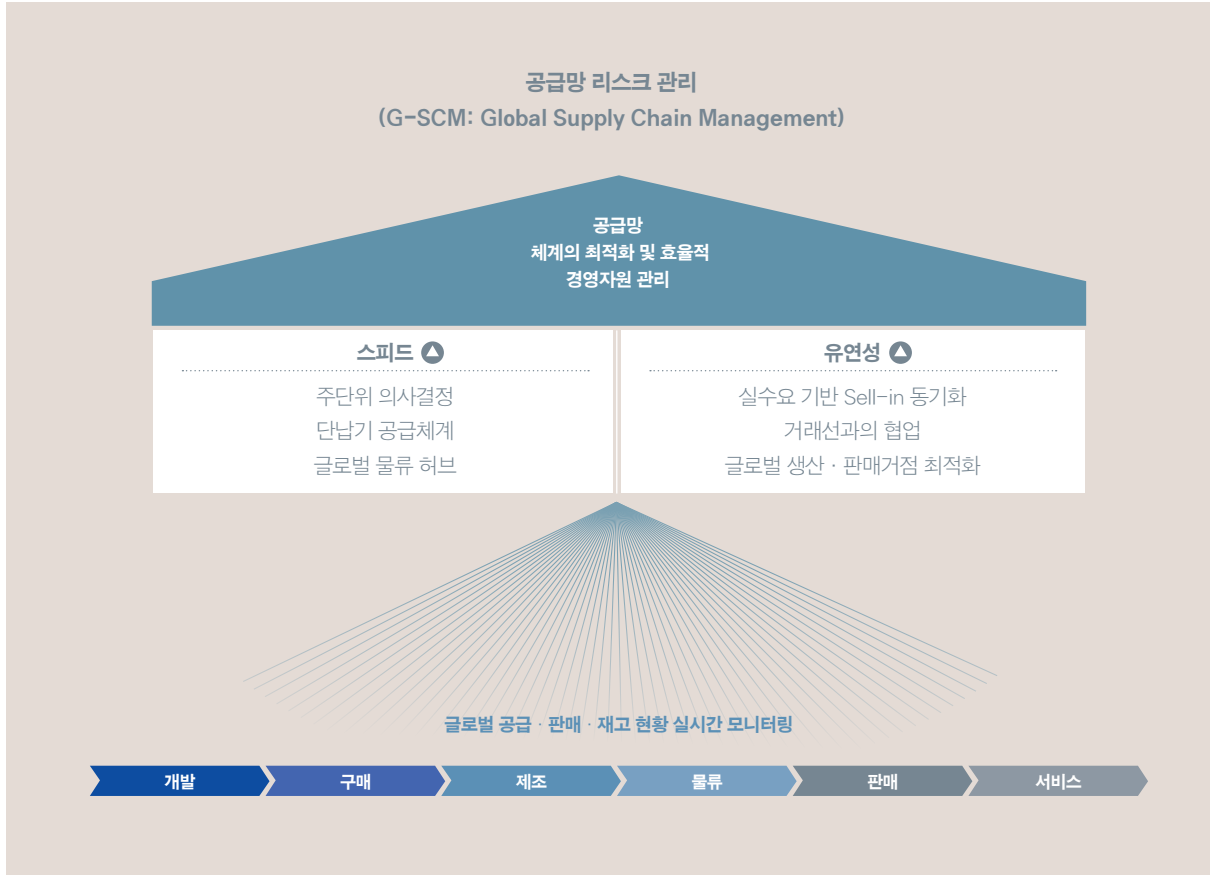 공급망 리스크 관리
(G-SCM: Global Supply Chain Management)
공급망
체계의 최적화 및 효율적
경영자원 관리
스피드
주단위 의사결정
단납기 공급체계
글로벌 물류 허브
유연성
실수요 기반 Sell-in 동기화
거래선과의 협업
글로벌 생산 · 판매거점 최적화
글로벌 공급 · 판매 · 재고 현황 실시간 모니터링
개발
구매
제조
물류
판매
서비스